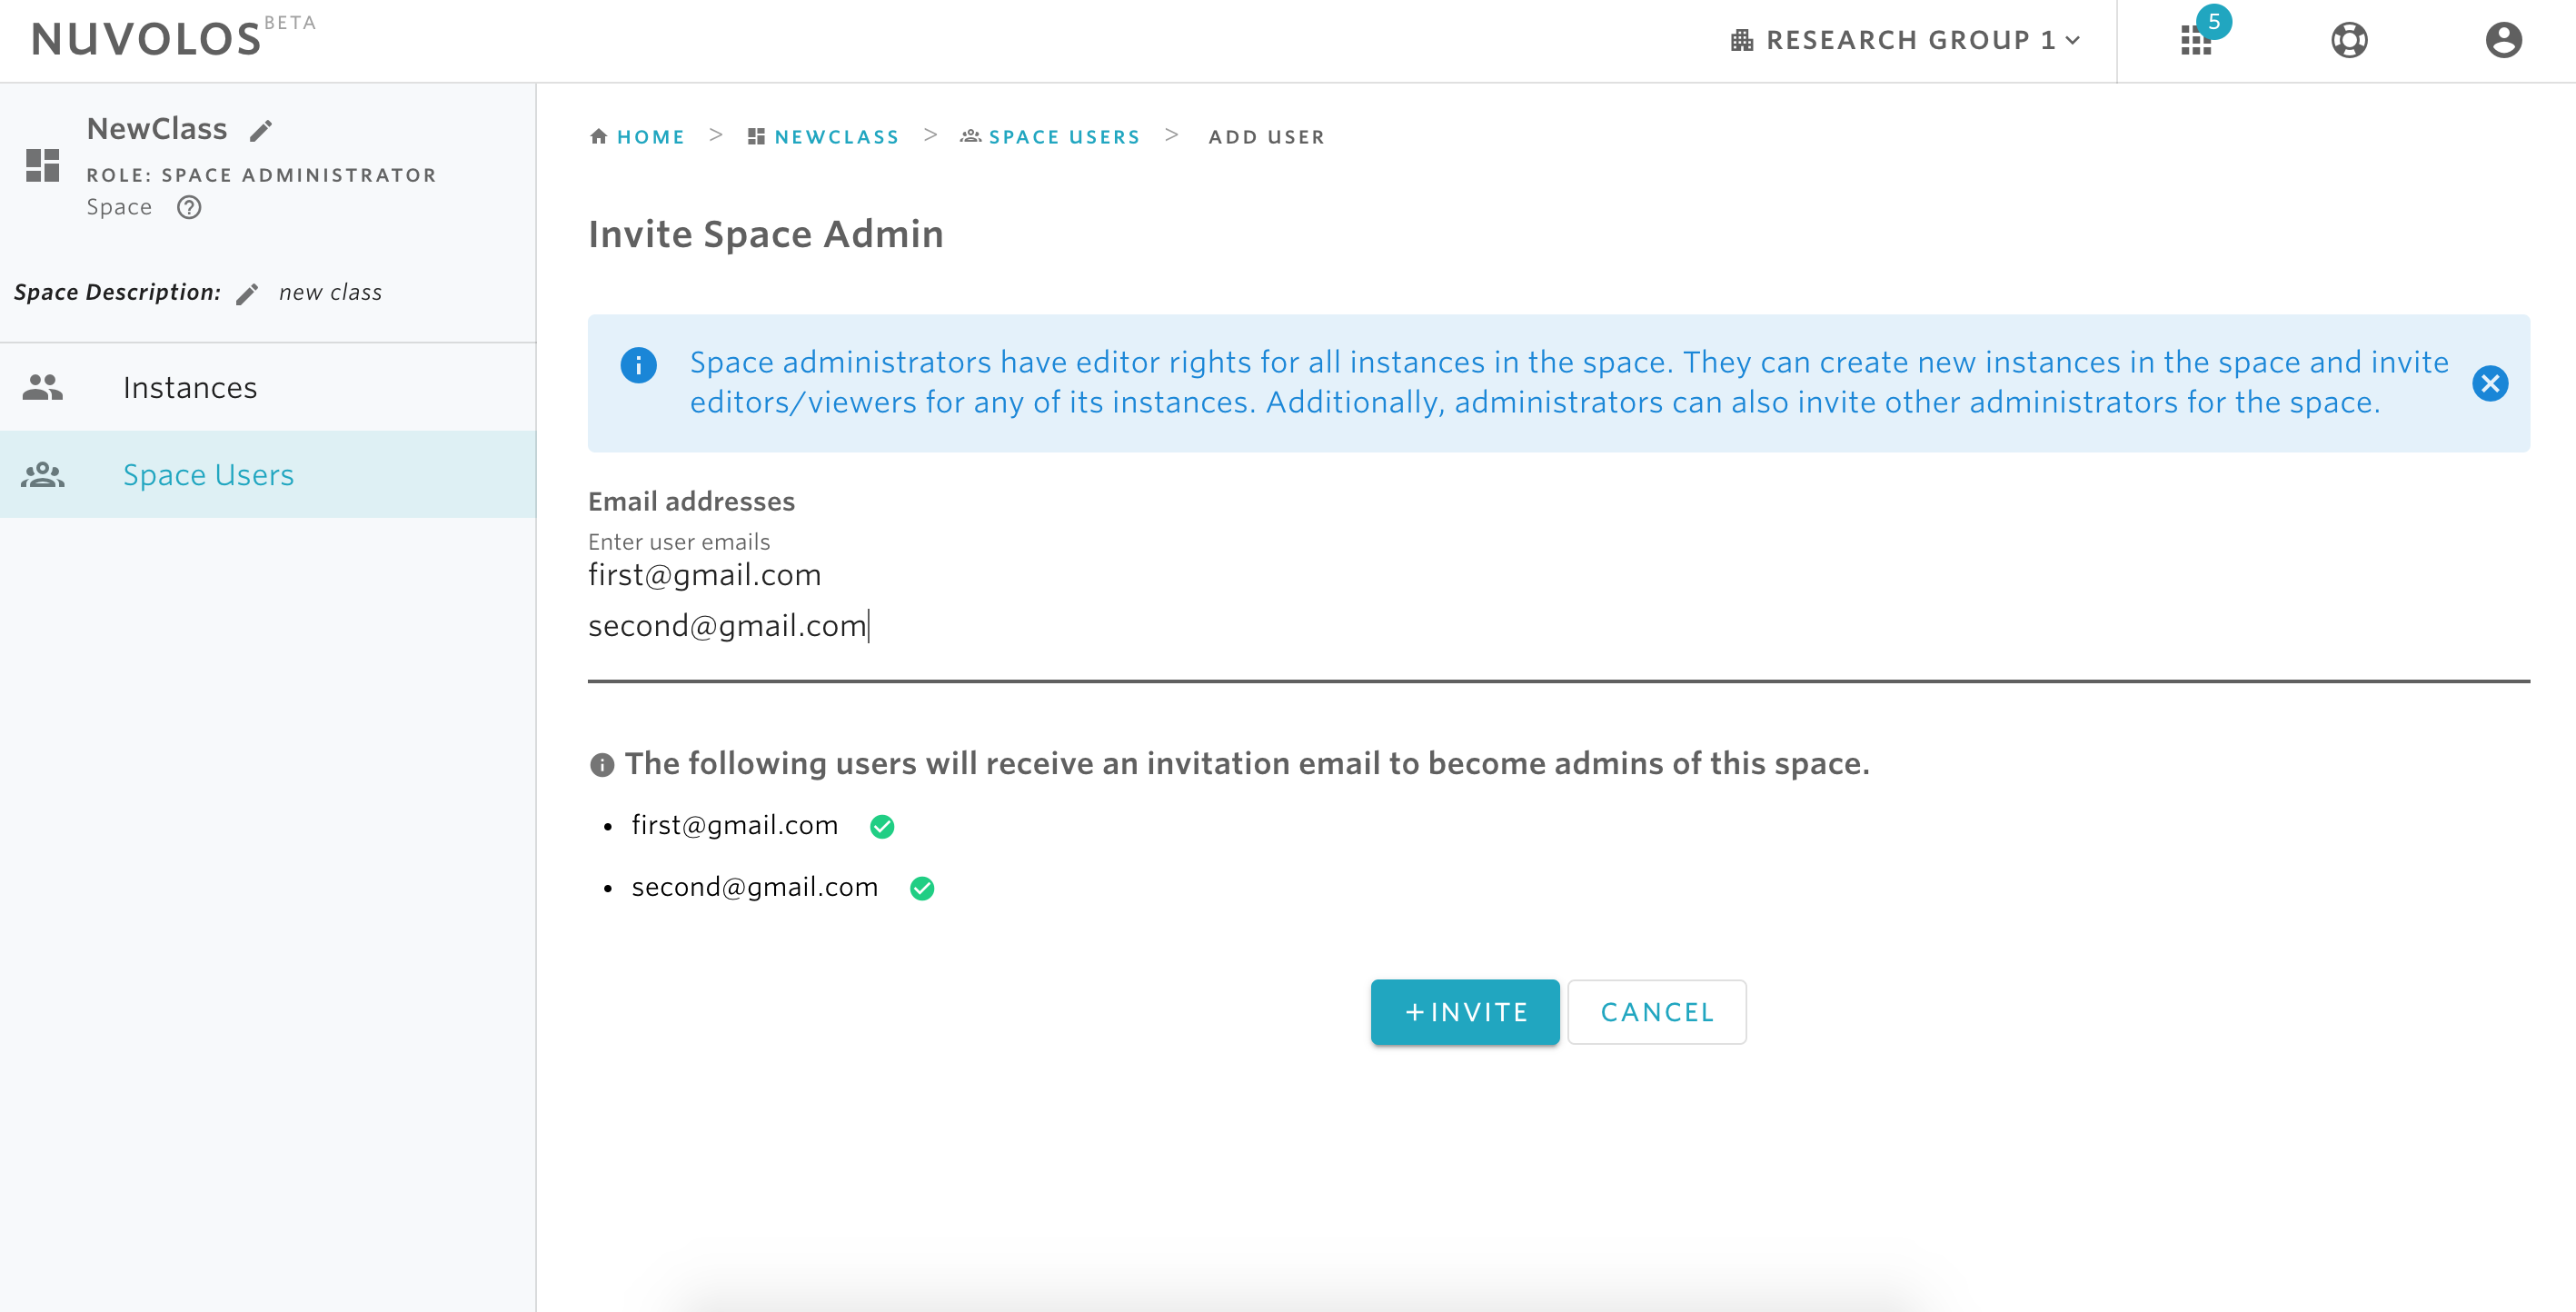 NUVOLOS BETA
RESEARCH GROUP 1
5
NewClass
ROLE: SPACE ADMINISTRATOR
Space
Space Description: new class
Instances
Space Users
HOME > NEWCLASS > SPACE USERS > ADD USER
Invite Space Admin
Space administrators have editor rights for all instances in the space. They can create new instances in the space and invite
editors/viewers for any of its instances. Additionally, administrators can also invite other administrators for the space.
Email addresses
Enter user emails
first@gmail.com
second@gmail.com
The following users will receive an invitation email to become admins of this space.
• first@gmail.com
• second@gmail.com
+INVITE
CANCEL